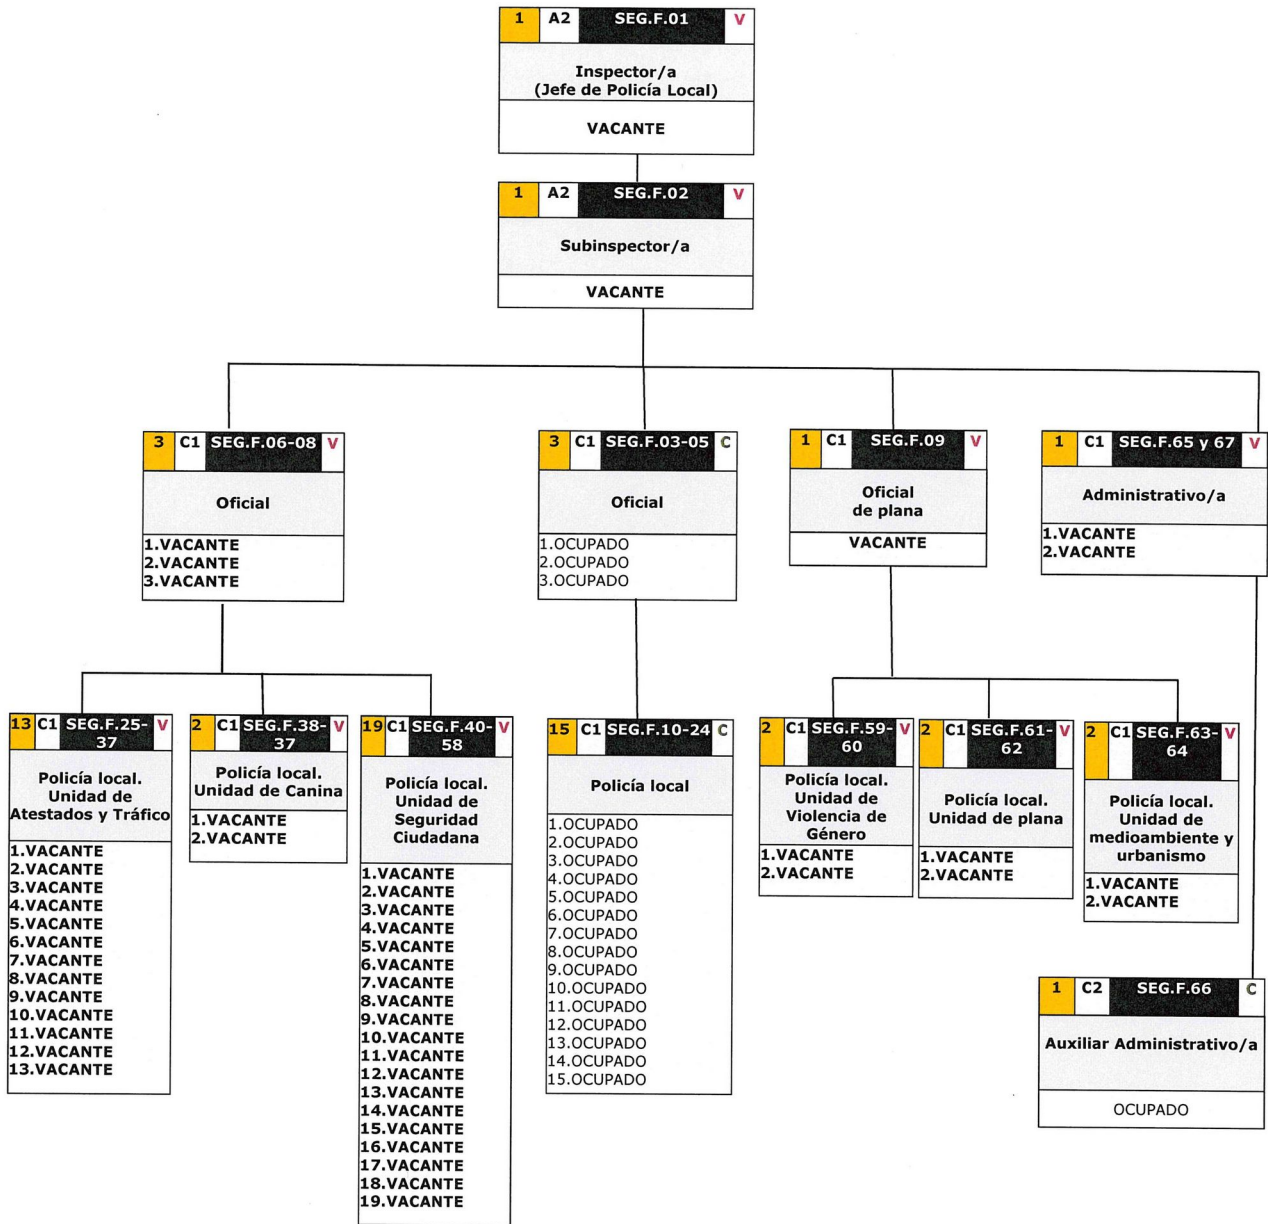 1 A2 SEG.F.01 V
Inspector/a
(Jefe de Policía Local)
VACANTE
1 A2 SEG.F.02 V
Subinspector/a
VACANTE
3 C1 SEG.F.06-08 V
Oficial
1.VACANTE
2.VACANTE
3.VACANTE
3 C1 SEG.F.03-05 C
Oficial
1.OCUPADO
2.OCUPADO
3.OCUPADO
1 C1 SEG.F.09 V
Oficial
de plana
VACANTE
1 C1 SEG.F.65 y 67 V
Administrativo/a
1.VACANTE
2.VACANTE
13 C1 SEG.F.25- V
37
Policía local.
Unidad de
Atestados y Tráfico
1.VACANTE
2.VACANTE
3.VACANTE
4.VACANTE
5.VACANTE
6.VACANTE
7.VACANTE
8.VACANTE
9.VACANTE
10.VACANTE
11.VACANTE
12.VACANTE
13.VACANTE
2 C1 SEG.F.38- V
37
Policía local.
Unidad de Canina
1.VACANTE
2.VACANTE
19 C1 SEG.F.40- V
58
Policía local.
Unidad de
Seguridad
Ciudadana
1.VACANTE
2.VACANTE
3.VACANTE
4.VACANTE
5.VACANTE
6.VACANTE
7.VACANTE
8.VACANTE
9.VACANTE
10.VACANTE
11.VACANTE
12.VACANTE
13.VACANTE
14.VACANTE
15.VACANTE
16.VACANTE
17.VACANTE
18.VACANTE
19.VACANTE
15 C1 SEG.F.10-24 C
Policía local
1.OCUPADO
2.OCUPADO
3.OCUPADO
4.OCUPADO
5.OCUPADO
6.OCUPADO
7.OCUPADO
8.OCUPADO
9.OCUPADO
10.OCUPADO
11.OCUPADO
12.OCUPADO
13.OCUPADO
14.OCUPADO
15.OCUPADO
2 C1 SEG.F.59- V
60
Policía local.
Unidad de
Violencia de
Género
1.VACANTE
2.VACANTE
2 C1 SEG.F.61- V
62
Policía local.
Unidad de plana
1.VACANTE
2.VACANTE
2 C1 SEG.F.63- V
64
Policía local.
Unidad de
medioambiente y
urbanismo
1.VACANTE
2.VACANTE
1 C2 SEG.F.66 C
Auxiliar Administrativo/a
OCUPADO